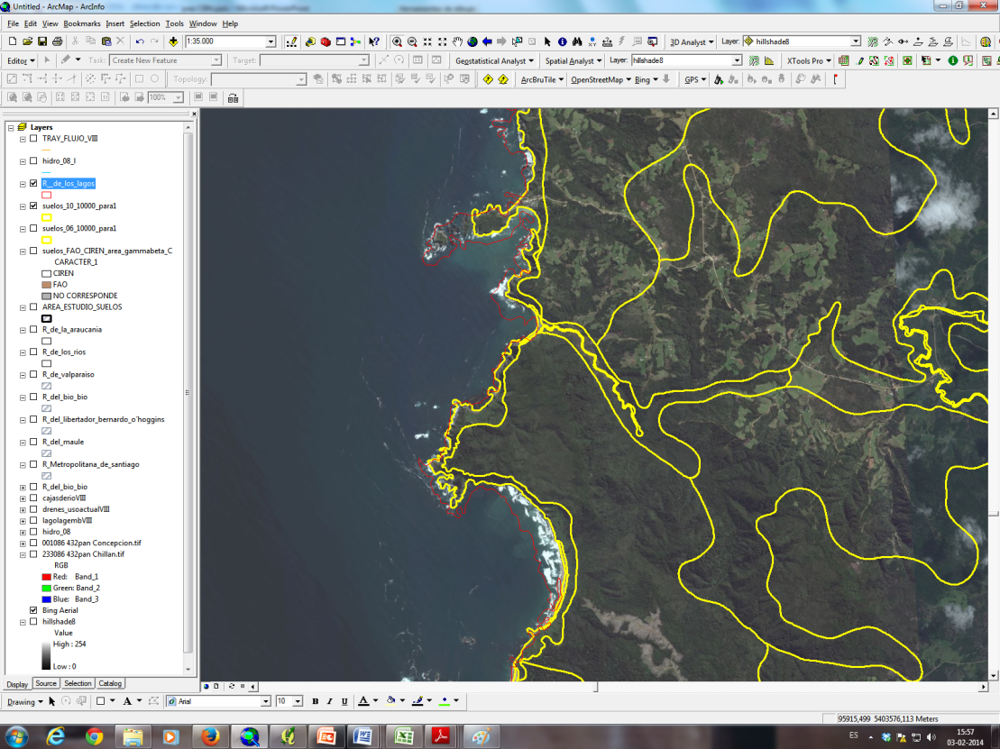 Untitled - ArcMap - ArcInfo
File Edit View Bookmarks Insert Selection Tools Window Help
1:35.000
3D Analyst
Layer: hillshade8
Editor
Task: Create New Feature
Target:
Geostatistical Analyst
Spatial Analyst
Layer: hillshade8
XTools Pro
Topology:
ArcBruTile
OpenStreetMap
Bing
GPS
100%
Layers
TRAY_FLUJO_VIII
hidro_08_I
R__de_los_lagos
suelos_10_10000_para1
suelos_06_10000_para1
suelos_FAO_CIREN_area_gammabeta_C
CARACTER_1
CIREN
FAO
NO CORRESPONDE
AREA_ESTUDIO_SUELOS
R_de_la_araucania
R_de_los_rios
R_de_valparaiso
R_del_bio_bio
R_del_libertador_bernardo_o'hoggins
R_del_maule
R_Metropolitana_de_santiago
R_del_bio_bio
cajasderioVIII
drenes_usoactualVIII
lagolagembVIII
hidro_08
001086 432pan Concepcion.tif
233086 432pan Chillan.tif
RGB
Red: Band_1
Green: Band_2
Blue: Band_3
Bing Aerial
hillshade8
Value
High : 254
Low : 0
Display Source Selection Catalog
Drawing
A
Arial
10
B I U A
95915,499 5403576,113 Meters
ES
15:57
03-02-2014